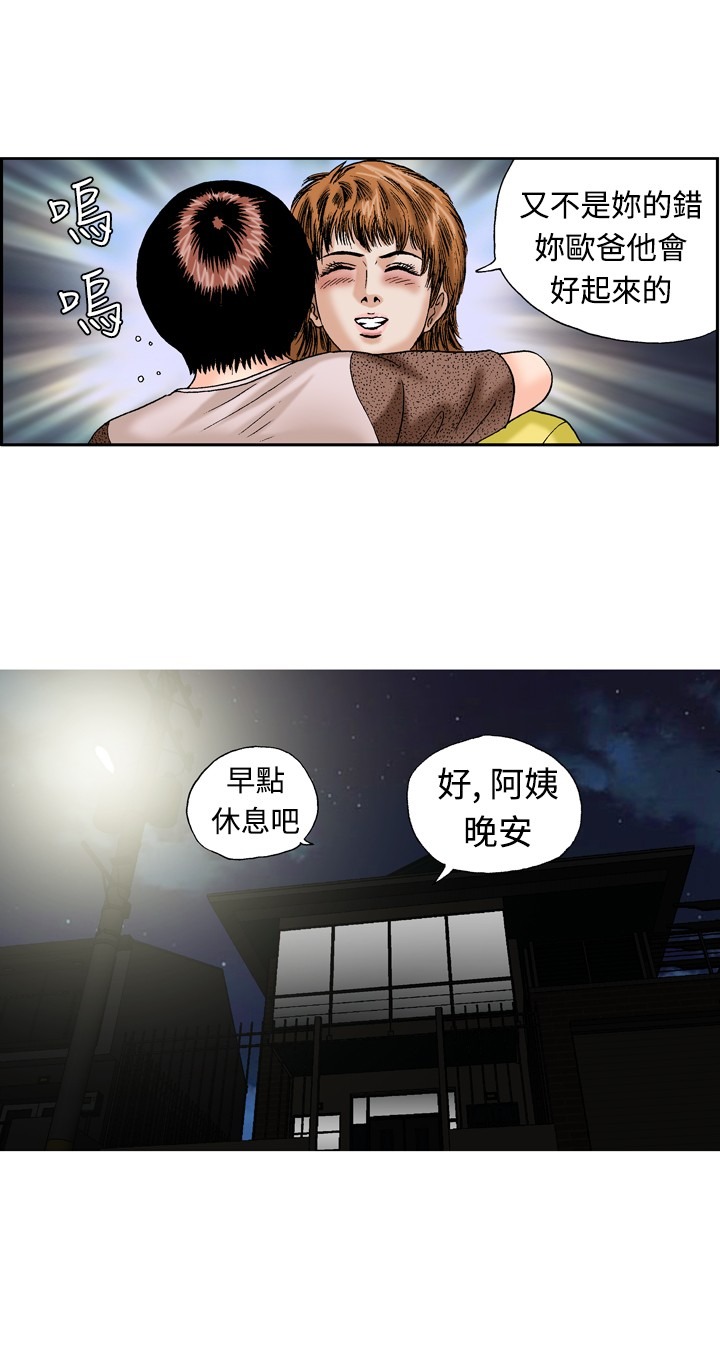 嗚
嗚
又不是妳的錯
妳歐爸他會
好起來的
早點
休息吧
好, 阿姨
晚安